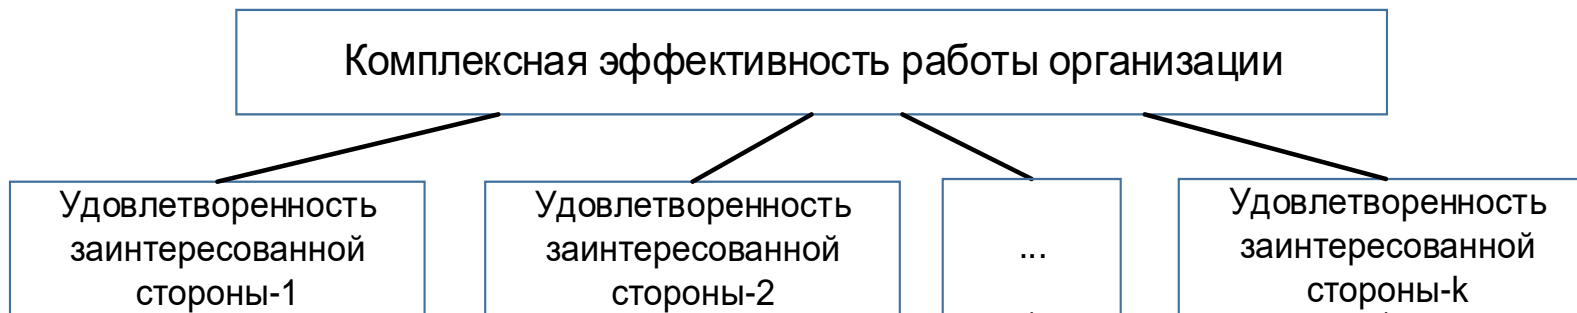 Комплексная эффективность работы организации
Удовлетворенность
заинтересованной
стороны-1
Удовлетворенность
заинтересованной
стороны-2
...
Удовлетворенность
заинтересованной
стороны-k